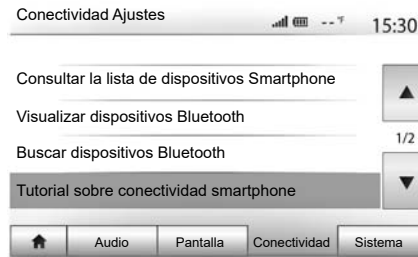 Conectividad Ajustes
-- °F
15:30
Consultar la lista de dispositivos Smartphone
Visualizar dispositivos Bluetooth
Buscar dispositivos Bluetooth
Tutorial sobre conectividad smartphone
1/2
Audio
Pantalla
Conectividad
Sistema